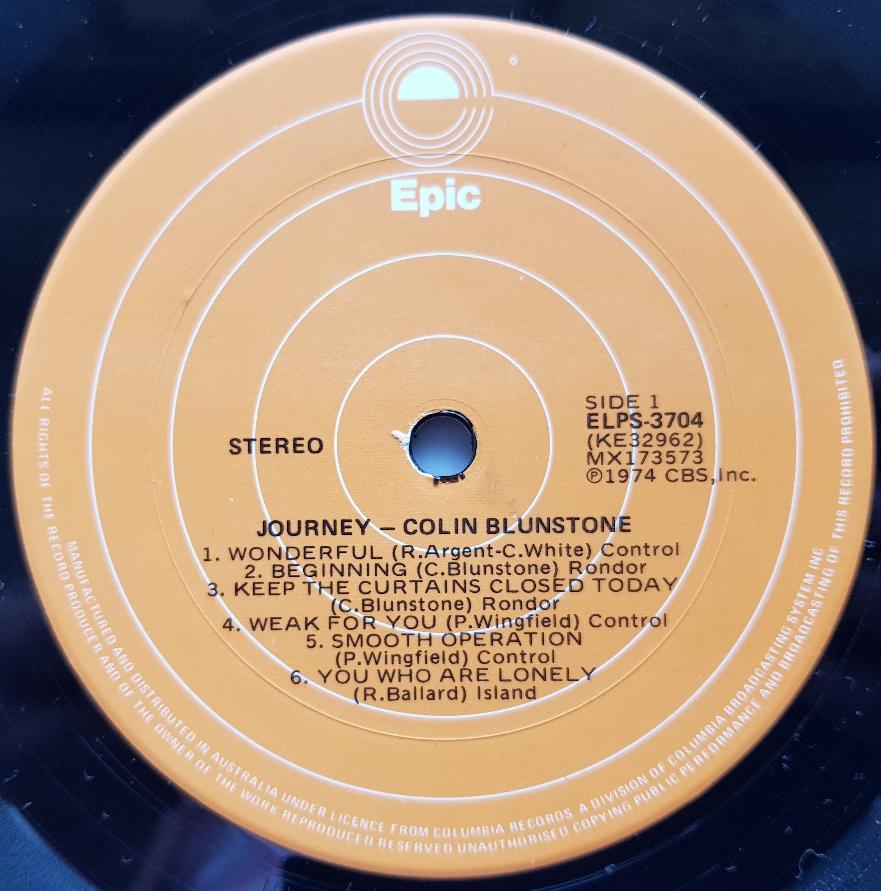 Epic
STEREO
SIDE 1
ELPS-3704
(KE32962)
MX173573
℗1974 CBS,Inc.
JOURNEY – COLIN BLUNSTONE
1. WONDERFUL (R.Argent-C.White) Control
2. BEGINNING (C.Blunstone) Rondor
3. KEEP THE CURTAINS CLOSED TODAY
(C.Blunstone) Rondor
4. WEAK FOR YOU (P.Wingfield) Control
5. SMOOTH OPERATION
(P.Wingfield) Control
6. YOU WHO ARE LONELY
(R.Ballard) Island
MANUFACTURED AND DISTRIBUTED IN AUSTRALIA UNDER LICENCE FROM COLUMBIA RECORDS A DIVISION OF COLUMBIA BROADCASTING SYSTEM INC
ALL RIGHTS OF THE RECORD PRODUCER AND OF THE OWNER OF THE WORK REPRODUCED RESERVED UNAUTHORISED COPYING PUBLIC PERFORMANCE AND BROADCASTING OF THIS RECORD PROHIBITED